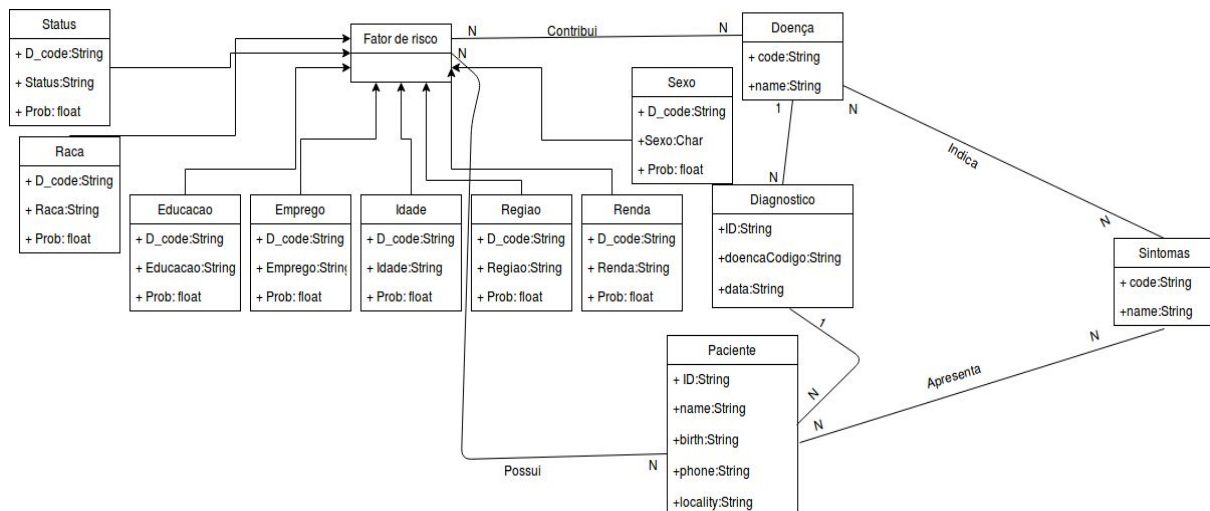 Status
+ D_code:String
+ Status:String
+ Prob: float
Raca
+ D_code:String
+ Raca:String
+ Prob: float
Fator de risco
N
Contribui
N
N
Doença
+ code:String
+name:String
Sexo
+ D_code:String
+Sexo:Char
+ Prob: float
Educacao
+ D_code:String
+ Educacao:String
+ Prob: float
Emprego
+ D_code:String
+ Emprego:String
+ Prob: float
Idade
+ D_code:String
+ Idade:String
+ Prob: float
Regiao
+ D_code:String
+ Regiao:String
+ Prob: float
Renda
+ D_code:String
+ Renda:String
+ Prob: float
1
N
N
Indica
N
Diagnostico
+ID:String
+doencaCodigo:String
+data:String
Sintomas
+ code:String
+name:String
1
N
N
Apresenta
N
Paciente
+ ID:String
+name:String
+birth:String
+phone:String
+locality:String
Possui
N